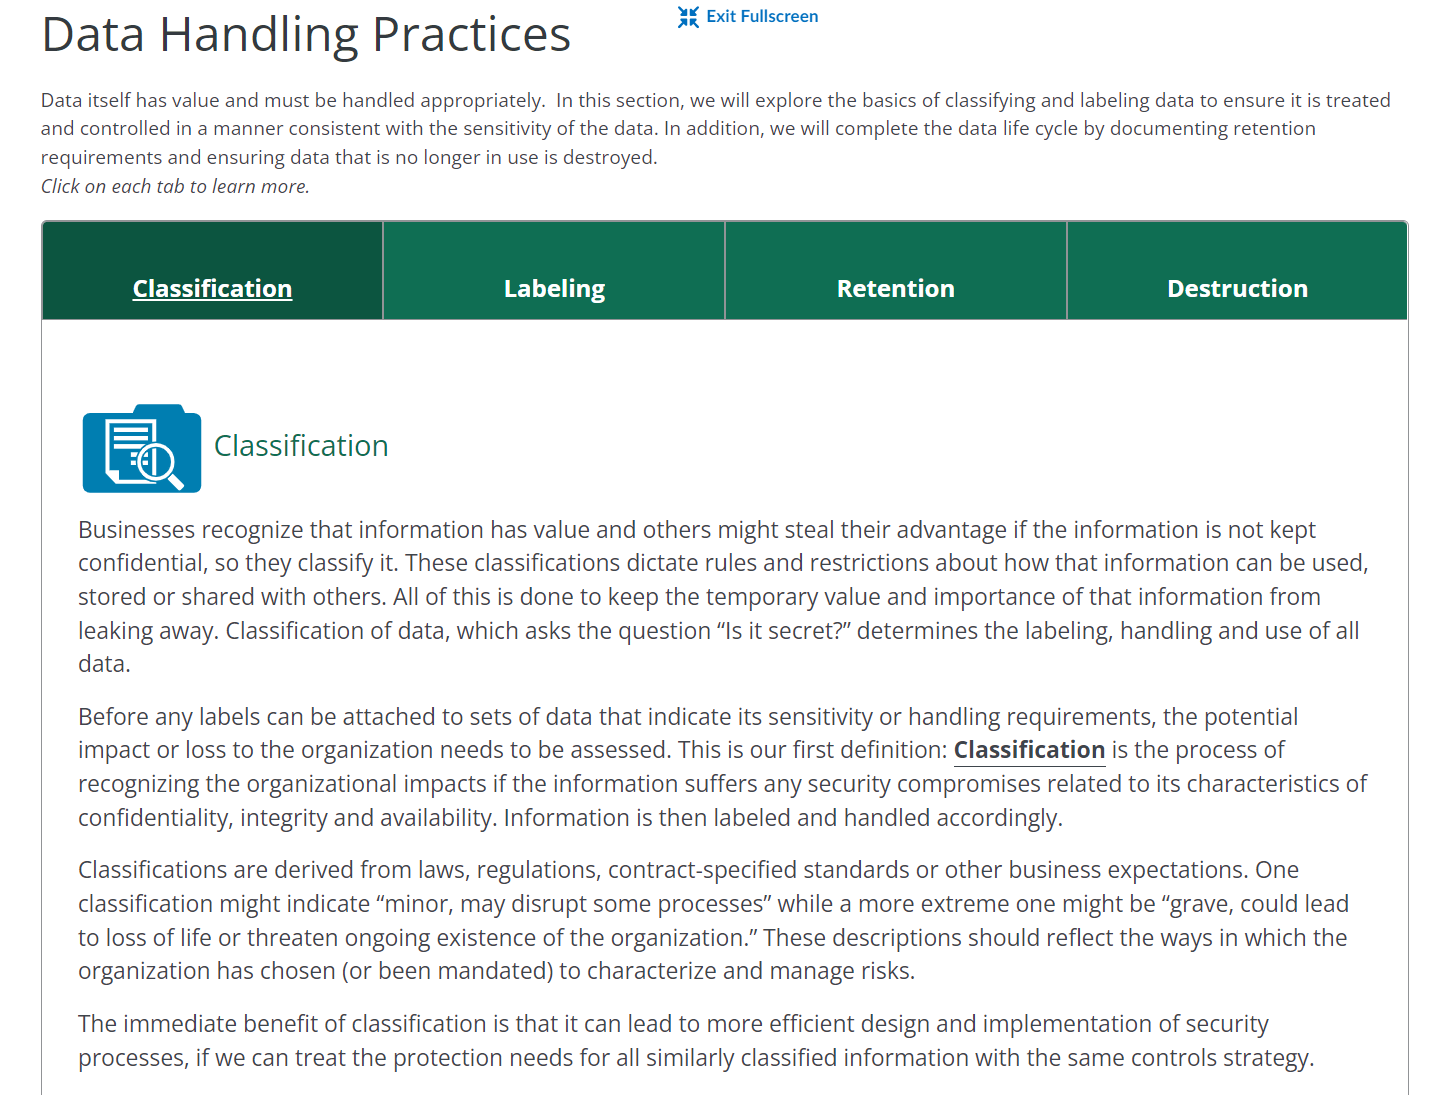 Exit Fullscreen
Data Handling Practices
Data itself has value and must be handled appropriately.  In this section, we will explore the basics of classifying and labeling data to ensure it is treated
and controlled in a manner consistent with the sensitivity of the data. In addition, we will complete the data life cycle by documenting retention
requirements and ensuring data that is no longer in use is destroyed.
Click on each tab to learn more.
Classification
Labeling
Retention
Destruction
Classification
Businesses recognize that information has value and others might steal their advantage if the information is not kept
confidential, so they classify it. These classifications dictate rules and restrictions about how that information can be used,
stored or shared with others. All of this is done to keep the temporary value and importance of that information from
leaking away. Classification of data, which asks the question “Is it secret?” determines the labeling, handling and use of all
data.
Before any labels can be attached to sets of data that indicate its sensitivity or handling requirements, the potential
impact or loss to the organization needs to be assessed. This is our first definition: Classification is the process of
recognizing the organizational impacts if the information suffers any security compromises related to its characteristics of
confidentiality, integrity and availability. Information is then labeled and handled accordingly.
Classifications are derived from laws, regulations, contract-specified standards or other business expectations. One
classification might indicate “minor, may disrupt some processes” while a more extreme one might be “grave, could lead
to loss of life or threaten ongoing existence of the organization.” These descriptions should reflect the ways in which the
organization has chosen (or been mandated) to characterize and manage risks.
The immediate benefit of classification is that it can lead to more efficient design and implementation of security
processes, if we can treat the protection needs for all similarly classified information with the same controls strategy.